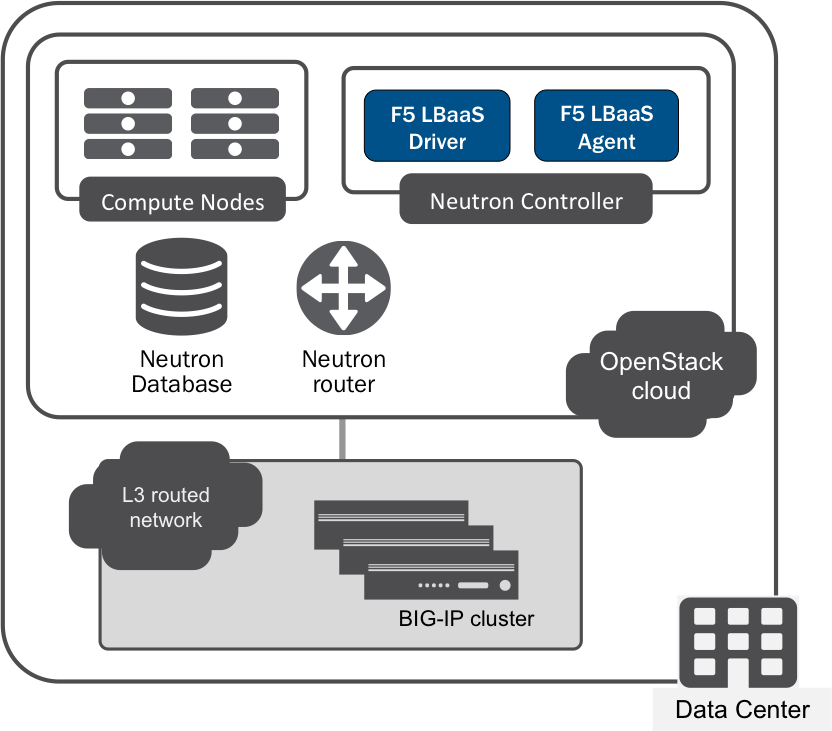 F5 LBaaS
Driver
F5 LBaaS
Agent
Compute Nodes
Neutron Controller
Neutron
Database
Neutron
router
OpenStack
cloud
L3 routed
network
BIG-IP cluster
Data Center